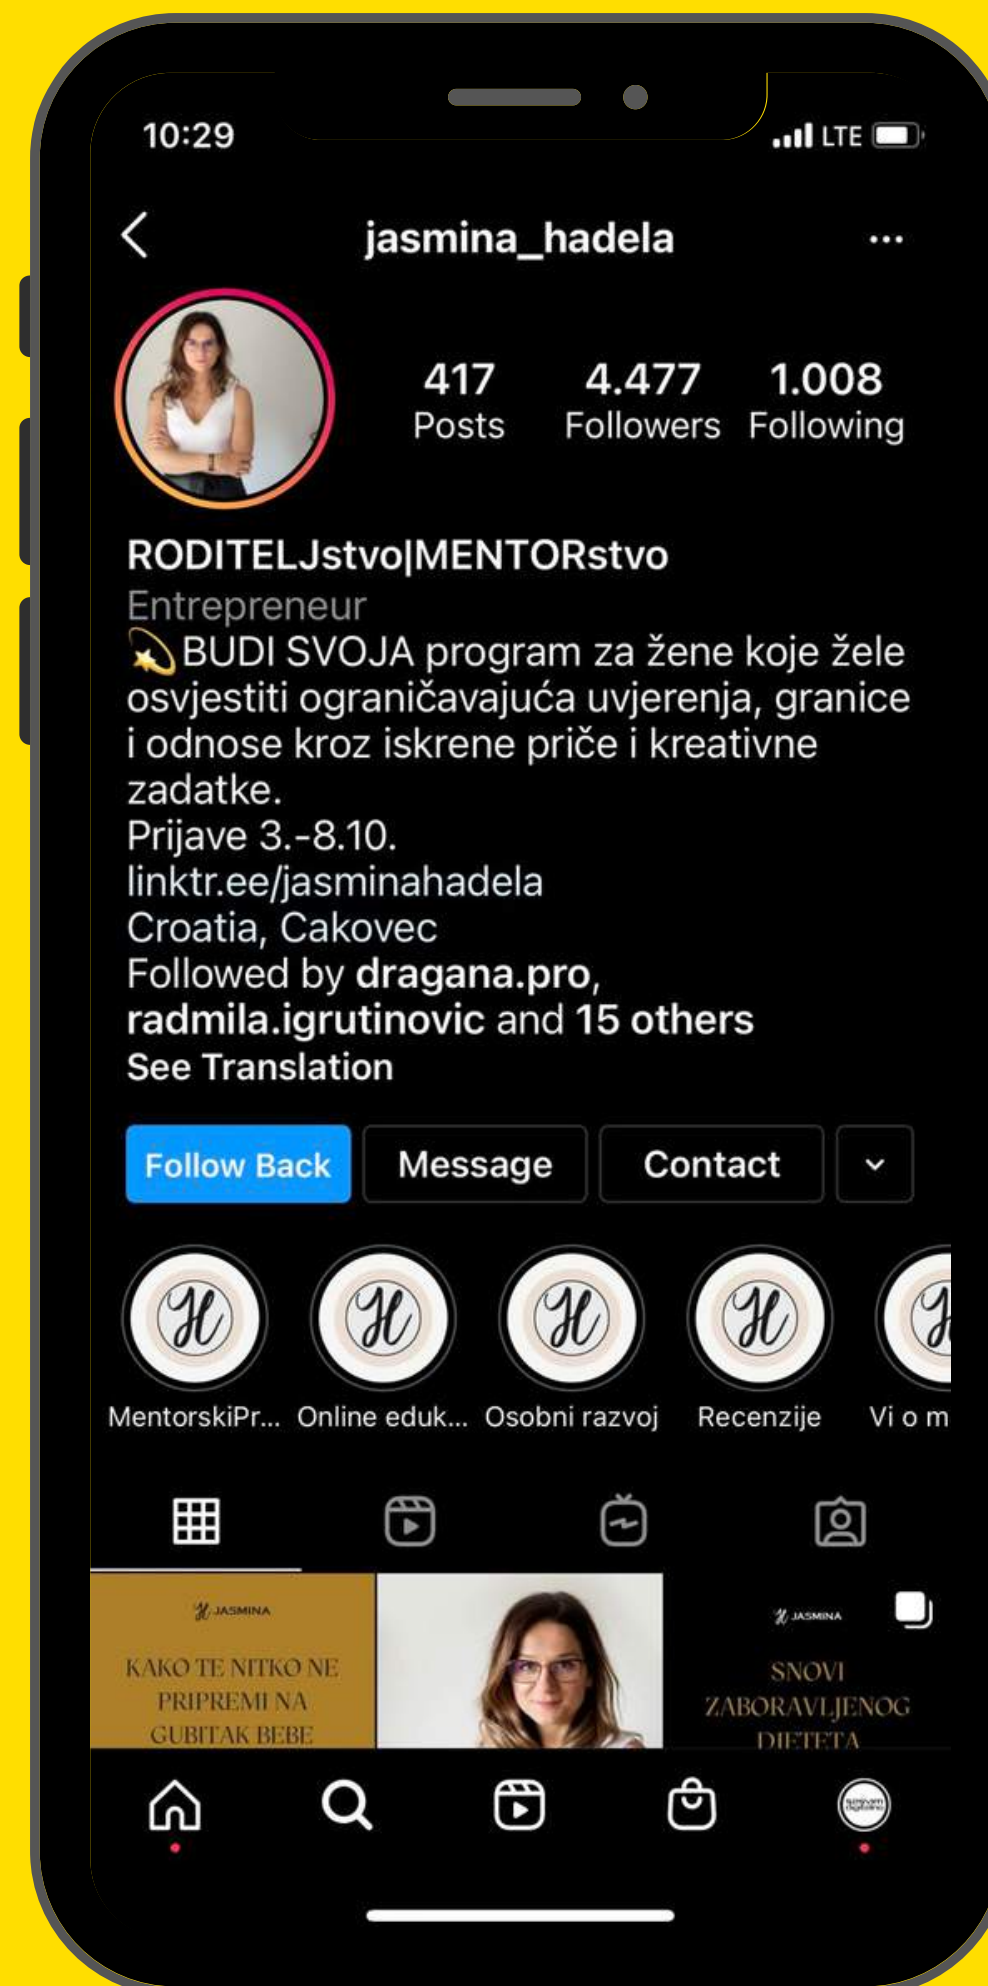 10:29
LTE
jasmina_hadela
417 4.477 1.008
Posts Followers Following
RODITELJstvo|MENTORstvo
Entrepreneur
💫BUDI SVOJA program za žene koje žele
osvjestiti ograničavajuća uvjerenja, granice
i odnose kroz iskrene priče i kreativne
zadatke.
Prijave 3.-8.10.
linktr.ee/jasminahadela
Croatia, Cakovec
Followed by dragana.pro,
radmila.igrutinovic and 15 others
See Translation
Follow Back Message Contact
H H H H H
MentorskiPr... Online eduk... Osobni razvoj Recenzije Vi o m
H JASMINA
KAKO TE NITKO NE
PRIPREMI NA
GUBITAK BEBE
H JASMINA
SNOVI
ZABORAVLJENOG
DJETETA